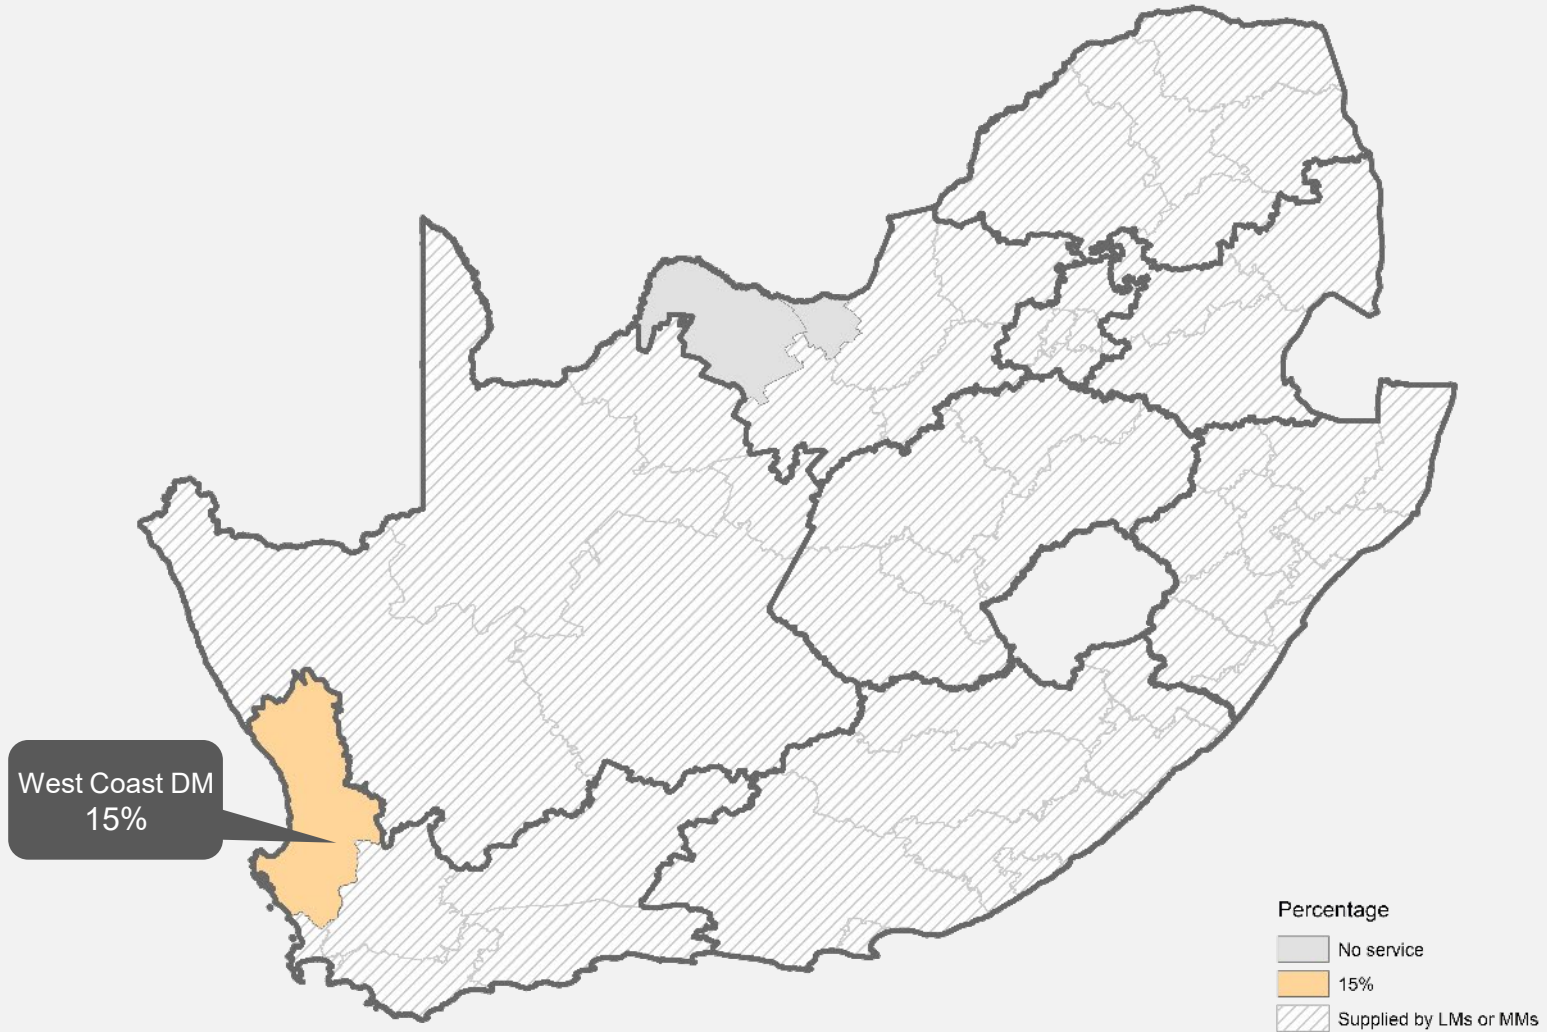 West Coast DM
15%
Percentage
No service
15%
Supplied by LMs or MMs